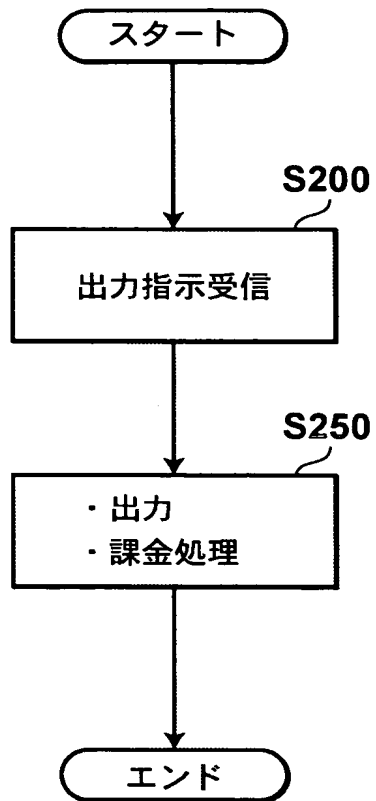 スタート
S200
出力指示受信
S250
・出力
・課金処理
エンド